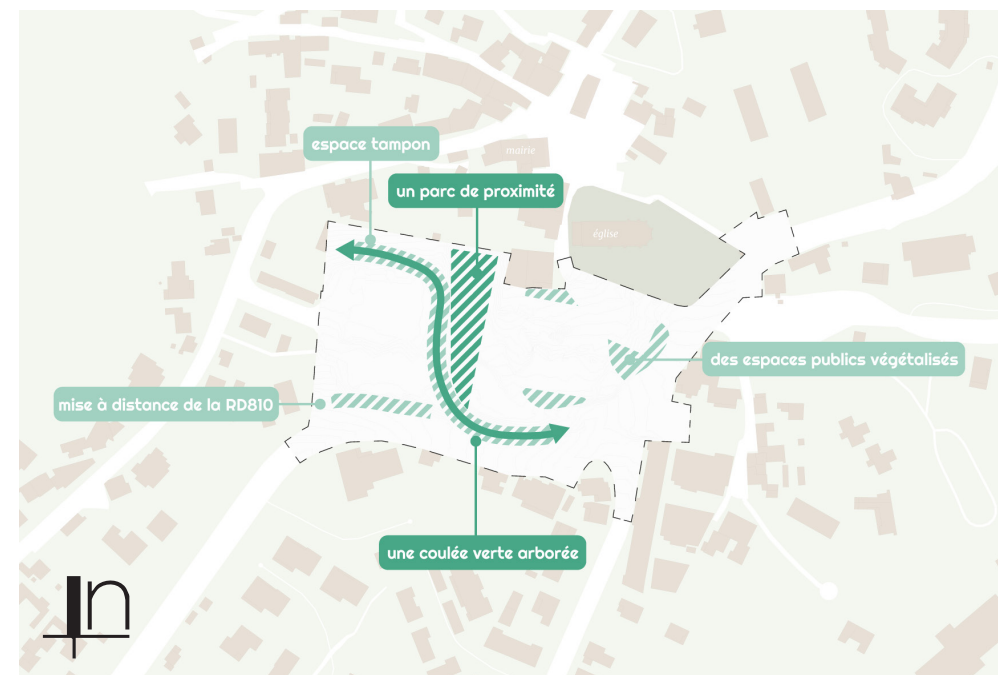 espace tampon
mairie
un parc de proximité
église
des espaces publics végétalisés
mise à distance de la RD810
une coulée verte arborée
In